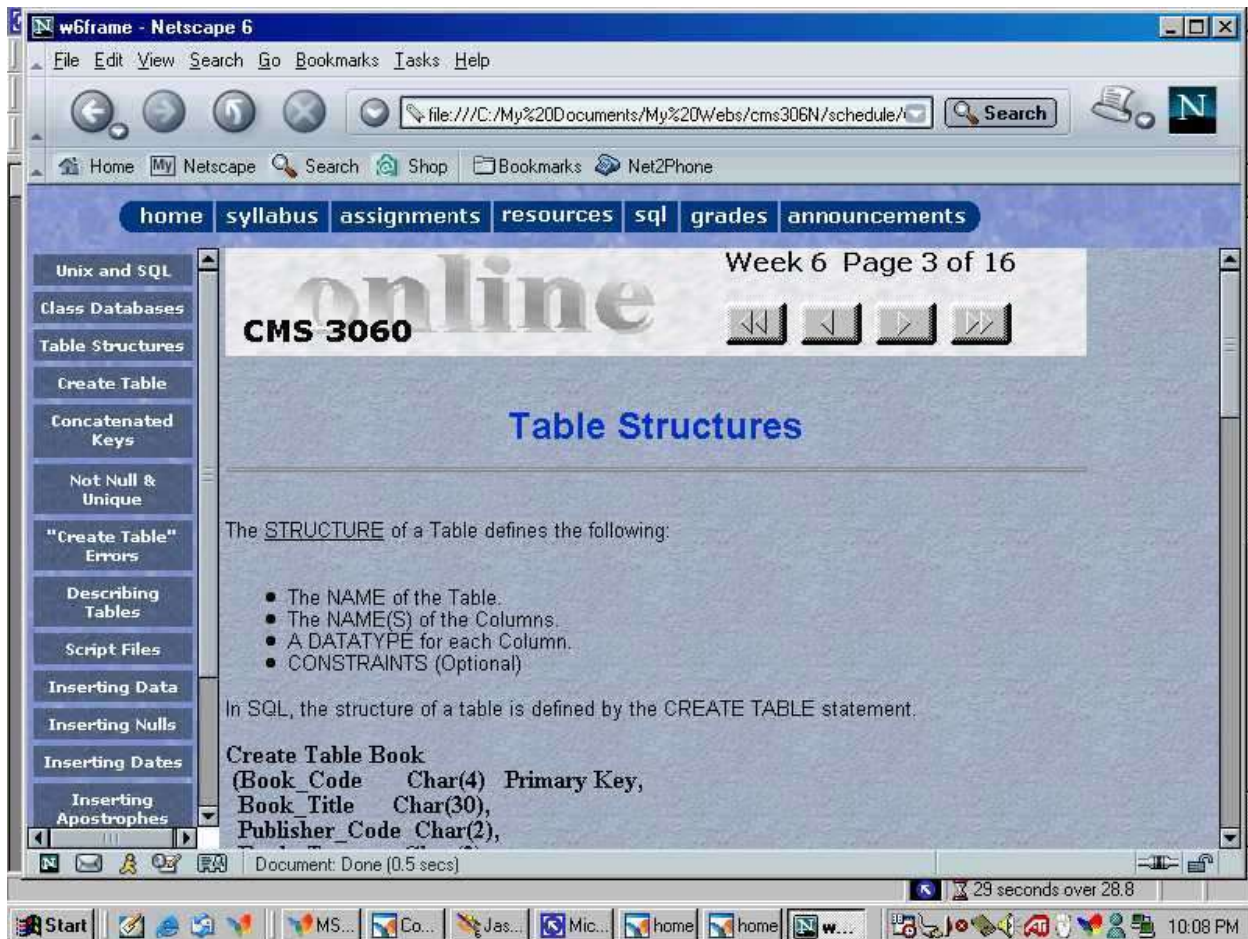 w6frame - Netscape 6
File Edit View Search Go Bookmarks Tasks Help
file:///C:/My%20Documents/My%20Webs/cms306N/schedule/ Search N
Home My Netscape Search Shop Bookmarks Net2Phone
home syllabus assignments resources sql grades announcements
Unix and SQL
Class Databases
Table Structures
Create Table
Concatenated
Keys
Not Null &
Unique
"Create Table"
Errors
Describing
Tables
Script Files
Inserting Data
Inserting Nulls
Inserting Dates
Inserting
Apostrophes
online
CMS 3060
Week 6 Page 3 of 16
Table Structures
The STRUCTURE of a Table defines the following:
The NAME of the Table.
The NAME(S) of the Columns.
A DATATYPE for each Column.
CONSTRAINTS (Optional)
In SQL, the structure of a table is defined by the CREATE TABLE statement.
Create Table Book
(Book_Code Char(4) Primary Key,
Book_Title Char(30),
Publisher_Code Char(2),
Document: Done (0.5 secs)
29 seconds over 28.8
Start MS... Co... Jas... Mic... home home w... 10:08 PM